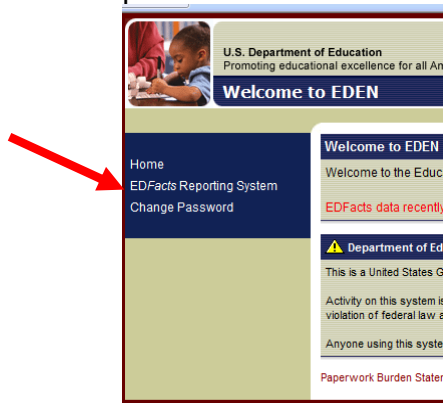 U.S. Department of Education
Promoting educational excellence for all
Welcome to EDEN
Home
EDFacts Reporting System
Change Password
Welcome to EDEN
Welcome to the
EDFacts data recently
Department of
This is a United States
Activity on this system is
violation of federal law
Anyone using this
Paperwork Burden